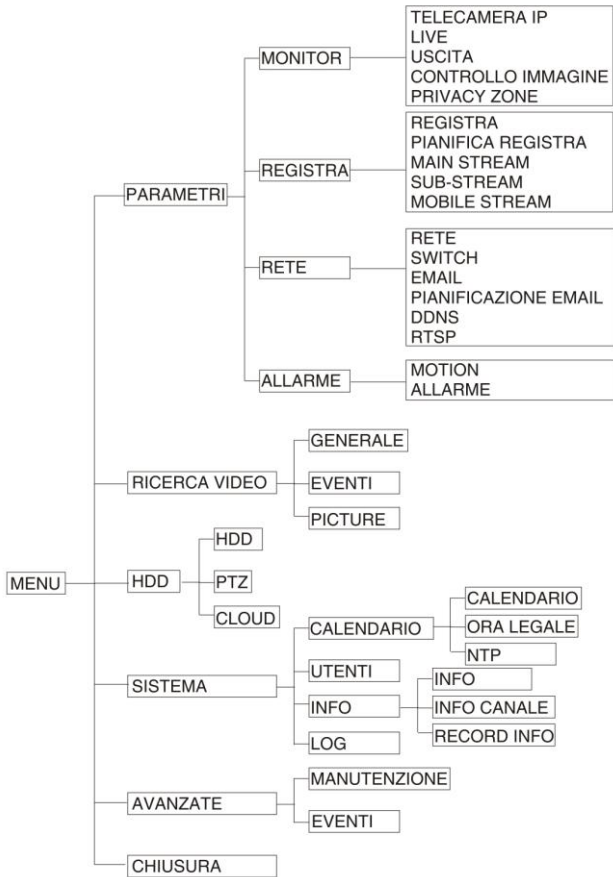 MENU
PARAMETRI
MONITOR
TELECAMERA IP
LIVE
USCITA
CONTROLLO IMMAGINE
PRIVACY ZONE
REGISTRA
REGISTRA
PIANIFICA REGISTRA
MAIN STREAM
SUB-STREAM
MOBILE STREAM
RETE
RETE
SWITCH
EMAIL
PIANIFICAZIONE EMAIL
DDNS
RTSP
ALLARME
MOTION
ALLARME
RICERCA VIDEO
GENERALE
EVENTI
PICTURE
HDD
HDD
PTZ
CLOUD
SISTEMA
CALENDARIO
CALENDARIO
ORA LEGALE
NTP
UTENTI
INFO
INFO
INFO CANALE
RECORD INFO
LOG
AVANZATE
MANUTENZIONE
EVENTI
CHIUSURA